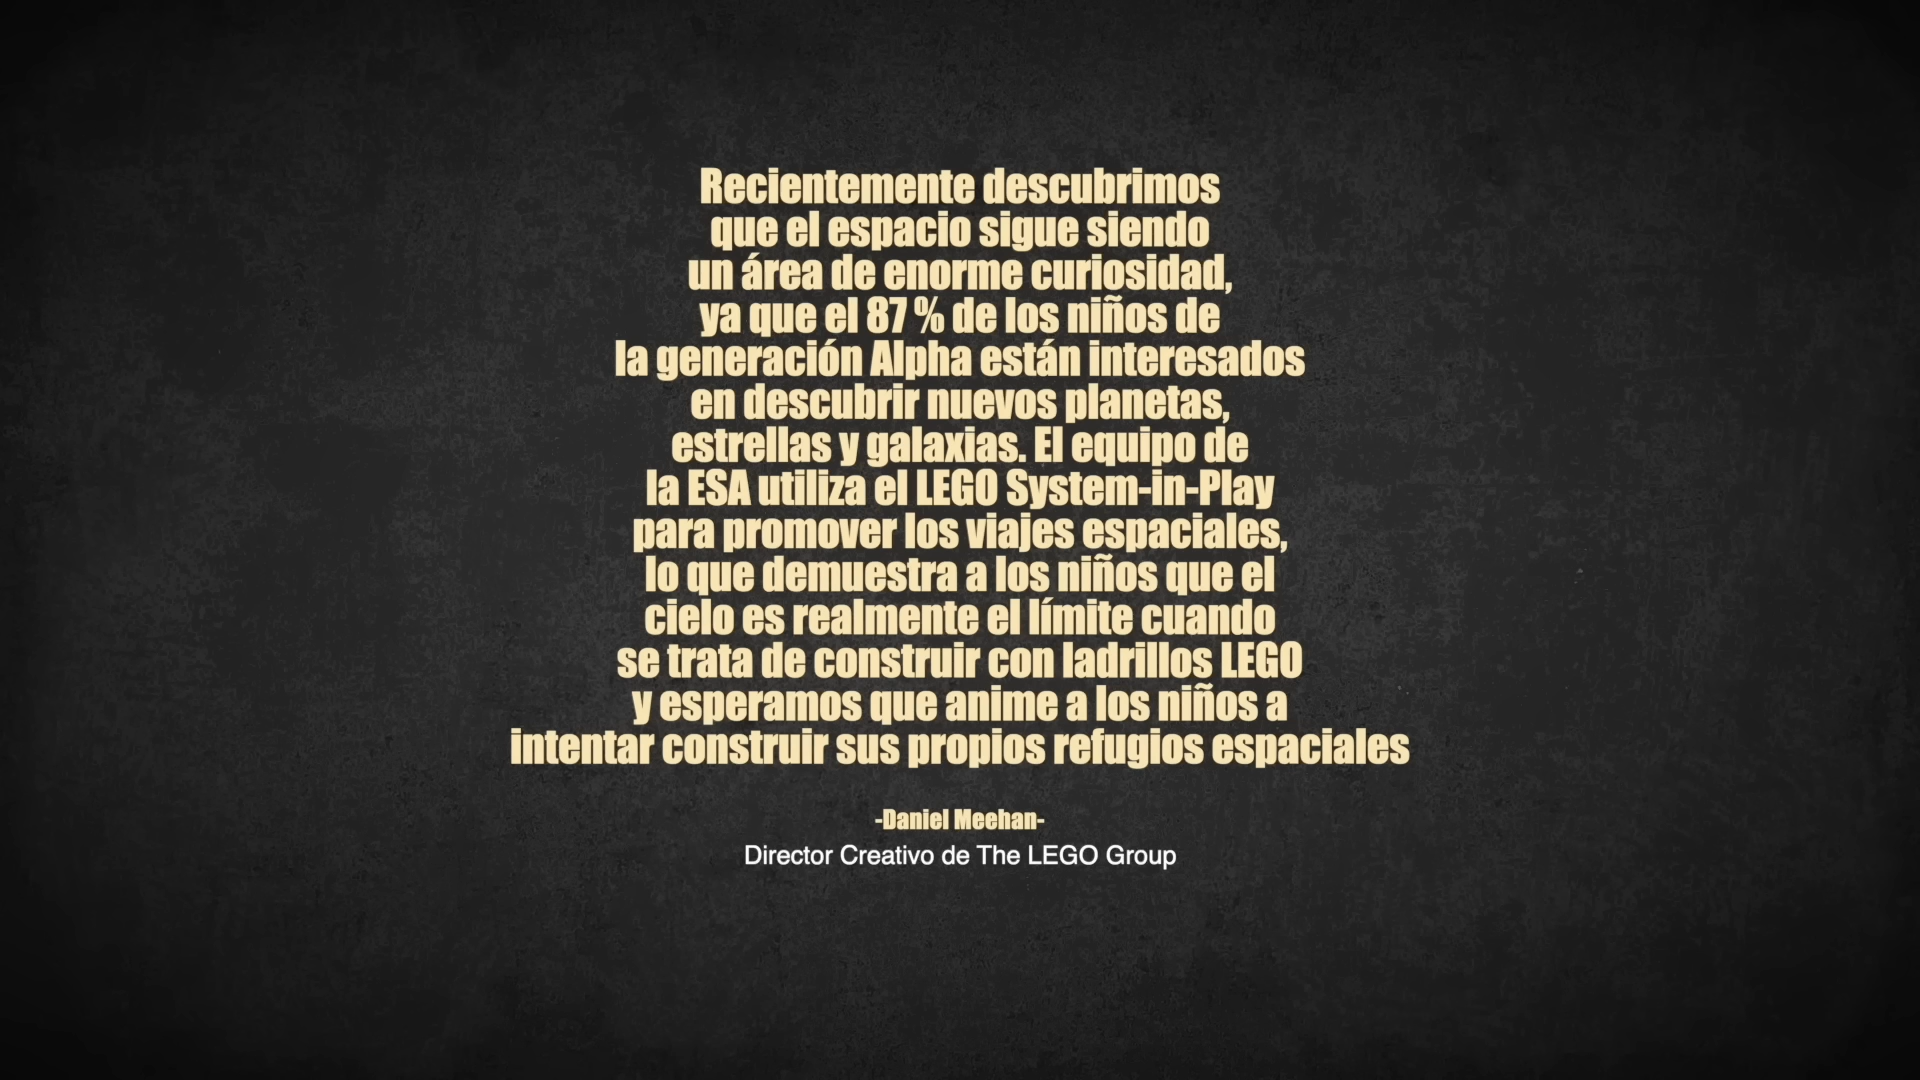 Recientemente descubrimos
que el espacio sigue siendo
un área de enorme curiosidad,
ya que el 87 % de los niños de
la generación Alpha están interesados
en descubrir nuevos planetas,
estrellas y galaxias. El equipo de
la ESA utiliza el LEGO System-in-Play
para promover los viajes espaciales,
lo que demuestra a los niños que el
cielo es realmente el límite cuando
se trata de construir con ladrillos LEGO
y esperamos que anime a los niños a
intentar construir sus propios refugios espaciales
-Daniel Meehan-
Director Creativo de The LEGO Group